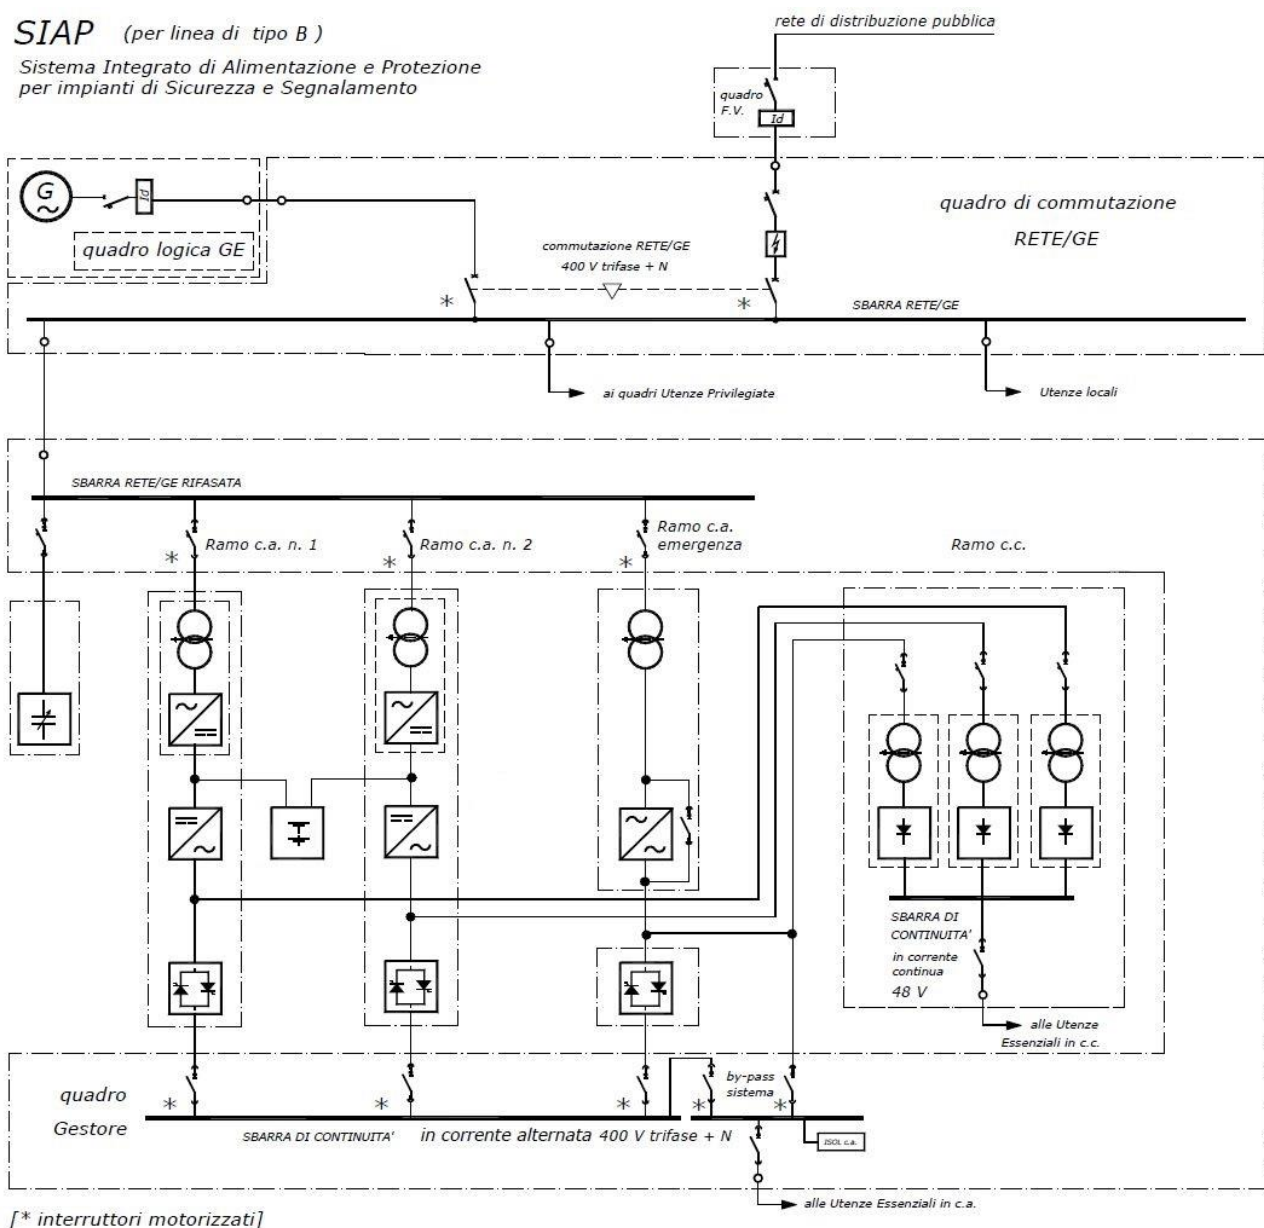 SIAP (per linea di tipo B )
Sistema Integrato di Alimentazione e Protezione
per impianti di Sicurezza e Segnalamento
rete di distribuzione pubblica
quadro
F.V.
Id
G
Id
quadro logica GE
quadro di commutazione
RETE/GE
commutazione RETE/GE
400 V trifase + N
*
*
SBARRA RETE/GE
ai quadri Utenze Privilegiate
Utenze locali
SBARRA RETE/GE RIFASATA
* Ramo c.a. n. 1
* Ramo c.a. n. 2
Ramo c.a.
* emergenza
Ramo c.c.
SBARRA DI
CONTINUITA'
in corrente
continua
48 V
alle Utenze
Essenziali in c.c.
quadro
Gestore
*
*
*
by-pass
sistema
*
*
SBARRA DI CONTINUITA' in corrente alternata 400 V trifase + N
ISOL c.a.
alle Utenze Essenziali in c.a.
[* interruttori motorizzati]